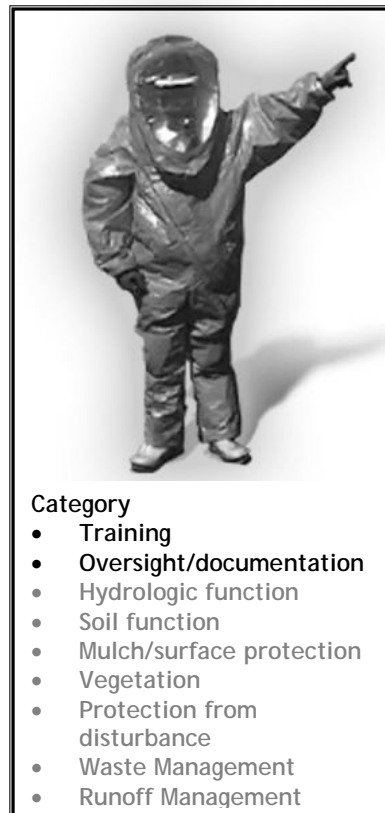 Category
• Training
• Oversight/documentation
• Hydrologic function
• Soil function
• Mulch/surface protection
• Vegetation
• Protection from
disturbance
• Waste Management
• Runoff Management